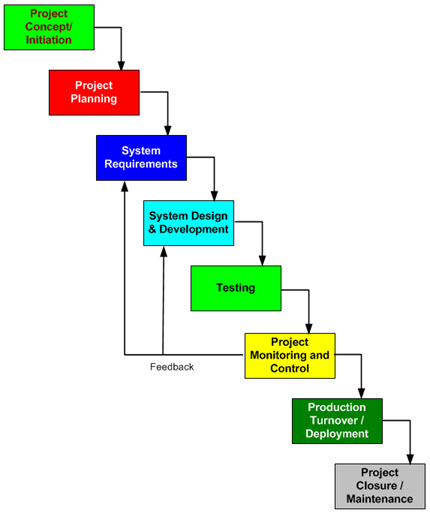 Project
Concept/
Initiation
Project
Planning
System
Requirements
System Design
& Development
Testing
Project
Monitoring and
Control
Feedback
Production
Turnover /
Deployment
Project
Closure /
Maintenance